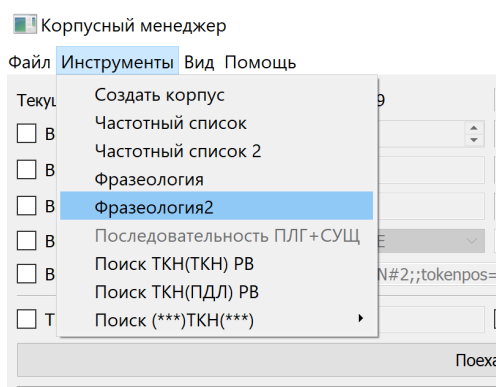 Корпусный менеджер
Файл Инструменты Вид Помощь
Создать корпус
Частотный список
Частотный список 2
Фразеология
Фразеология2
Последовательность ПЛГ+СУЩ
Поиск ТКН(ТКН) РВ
Поиск ТКН(ПДЛ) РВ
Поиск (***)ТКН(***)
9
В
В
В
В
E
В
N#2;;tokenpos=
Т